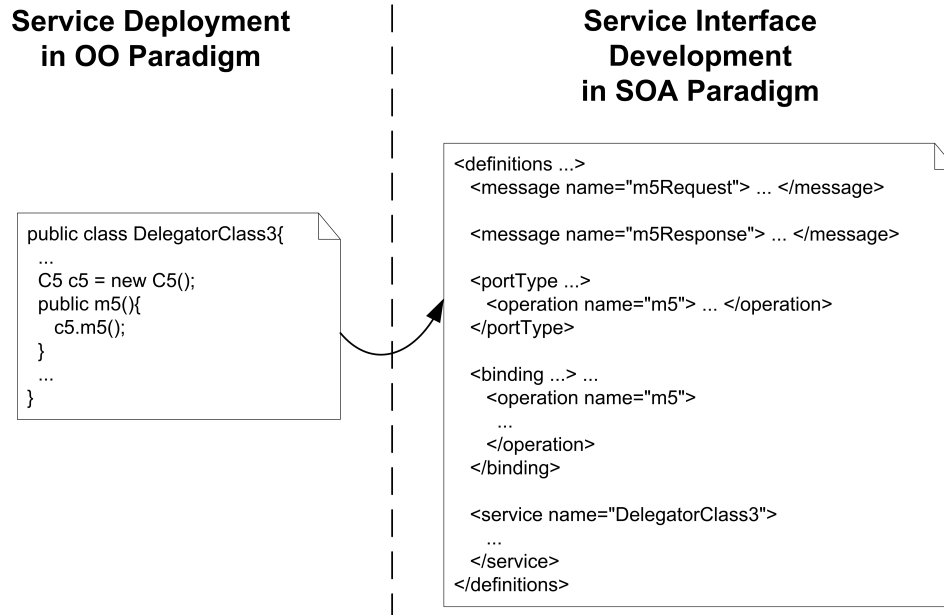 Service Deployment
in OO Paradigm
public class DelegatorClass3{
...
C5 c5 = new C5();
public m5(){
c5.m5();
}
...
}
Service Interface
Development
in SOA Paradigm
<definitions ...>
<message name="m5Request"> ... </message>
<message name="m5Response"> ... </message>
<portType ...>
<operation name="m5"> ... </operation>
</portType>
<binding ...> ...
<operation name="m5">
...
</operation>
</binding>
<service name="DelegatorClass3">
...
</service>
</definitions>